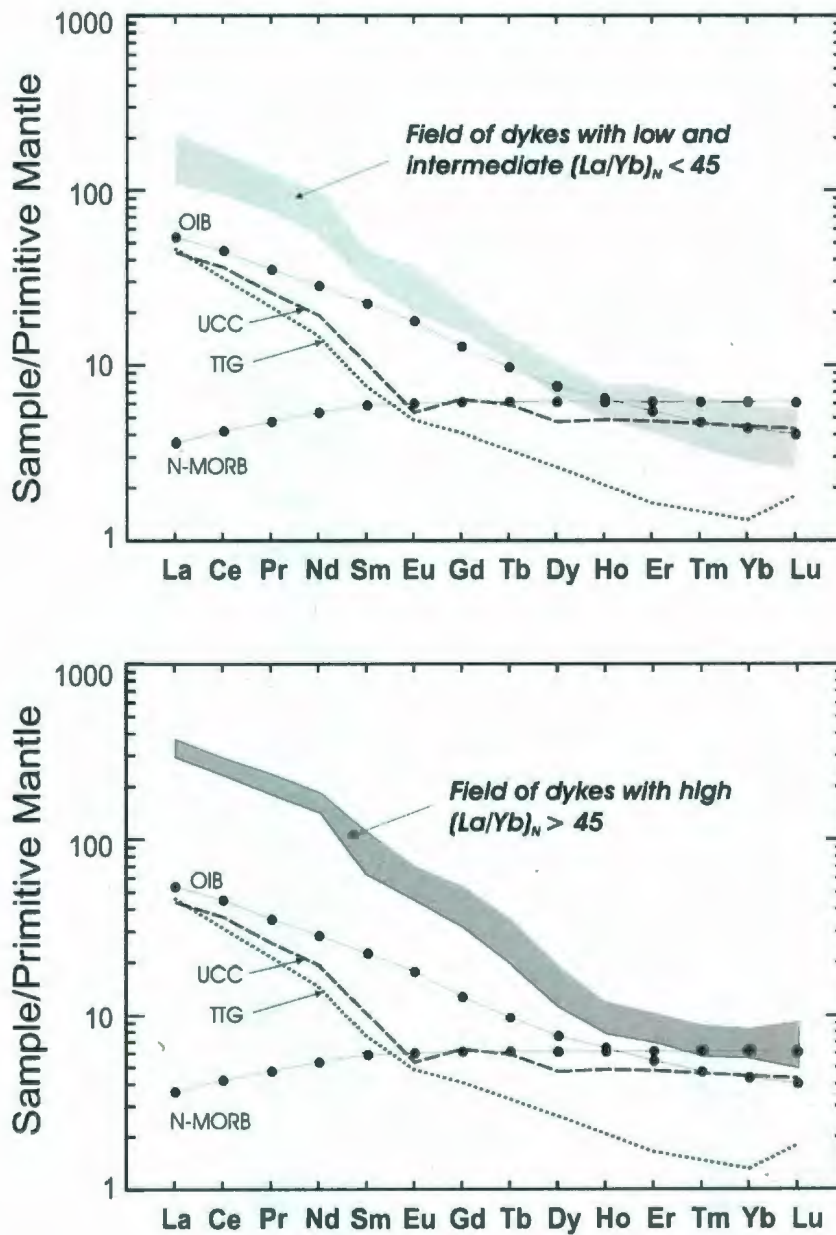 1000
100
10
1
Sample/Primitive Mantle
Field of dykes with low and
intermediate (La/Yb)N < 45
OIB
UCC
TTG
N-MORB
La Ce Pr Nd Sm Eu Gd Tb Dy Ho Er Tm Yb Lu
1000
100
10
1
Sample/Primitive Mantle
Field of dykes with high
(La/Yb)N > 45
OIB
UCC
TTG
N-MORB
La Ce Pr Nd Sm Eu Gd Tb Dy Ho Er Tm Yb Lu